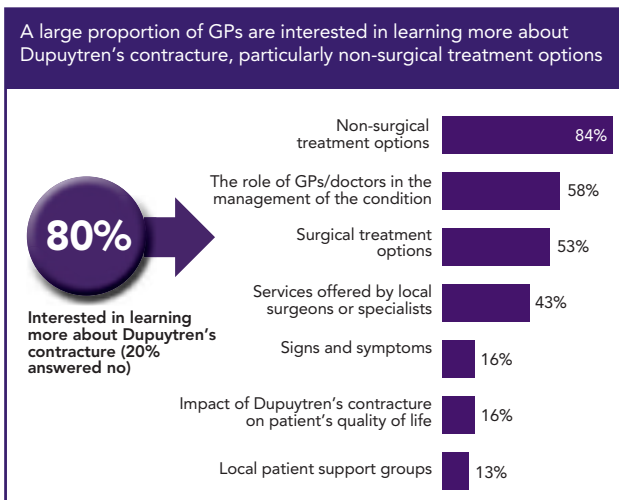 A large proportion of GPs are interested in learning more about
Dupuytren’s contracture, particularly non-surgical treatment options
80%
Interested in learning
more about Dupuytren’s
contracture (20%
answered no)
Non-surgical
treatment options
84%
The role of GPs/doctors in the
management of the condition
58%
Surgical treatment
options
53%
Services offered by local
surgeons or specialists
43%
Signs and symptoms
16%
Impact of Dupuytren’s contracture
on patient’s quality of life
16%
Local patient support groups
13%